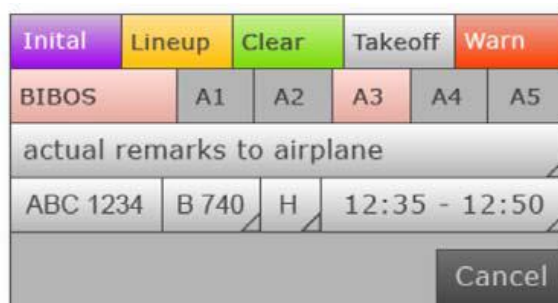 Inital Lineup Clear Takeoff Warn
BIBOS A1 A2 A3 A4 A5
actual remarks to airplane
ABC 1234 B 740 H 12:35 - 12:50
Cancel